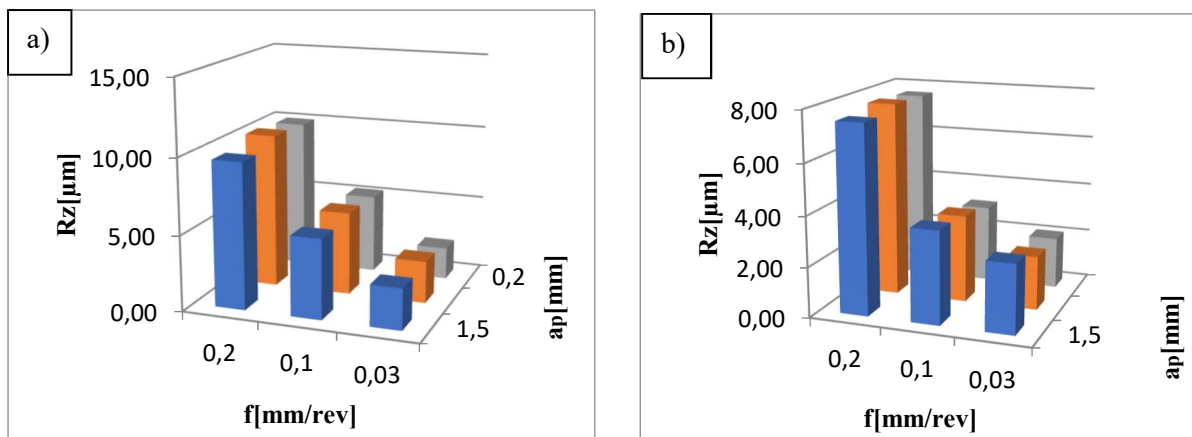 a)
15,00
10,00
5,00
0,00
Rz[µm]
0,2
0,1
0,03
f[mm/rev]
0,2
1,5
ap[mm]
b)
8,00
6,00
4,00
2,00
0,00
Rz[µm]
0,2
0,1
0,03
f[mm/rev]
1,5
ap[mm]